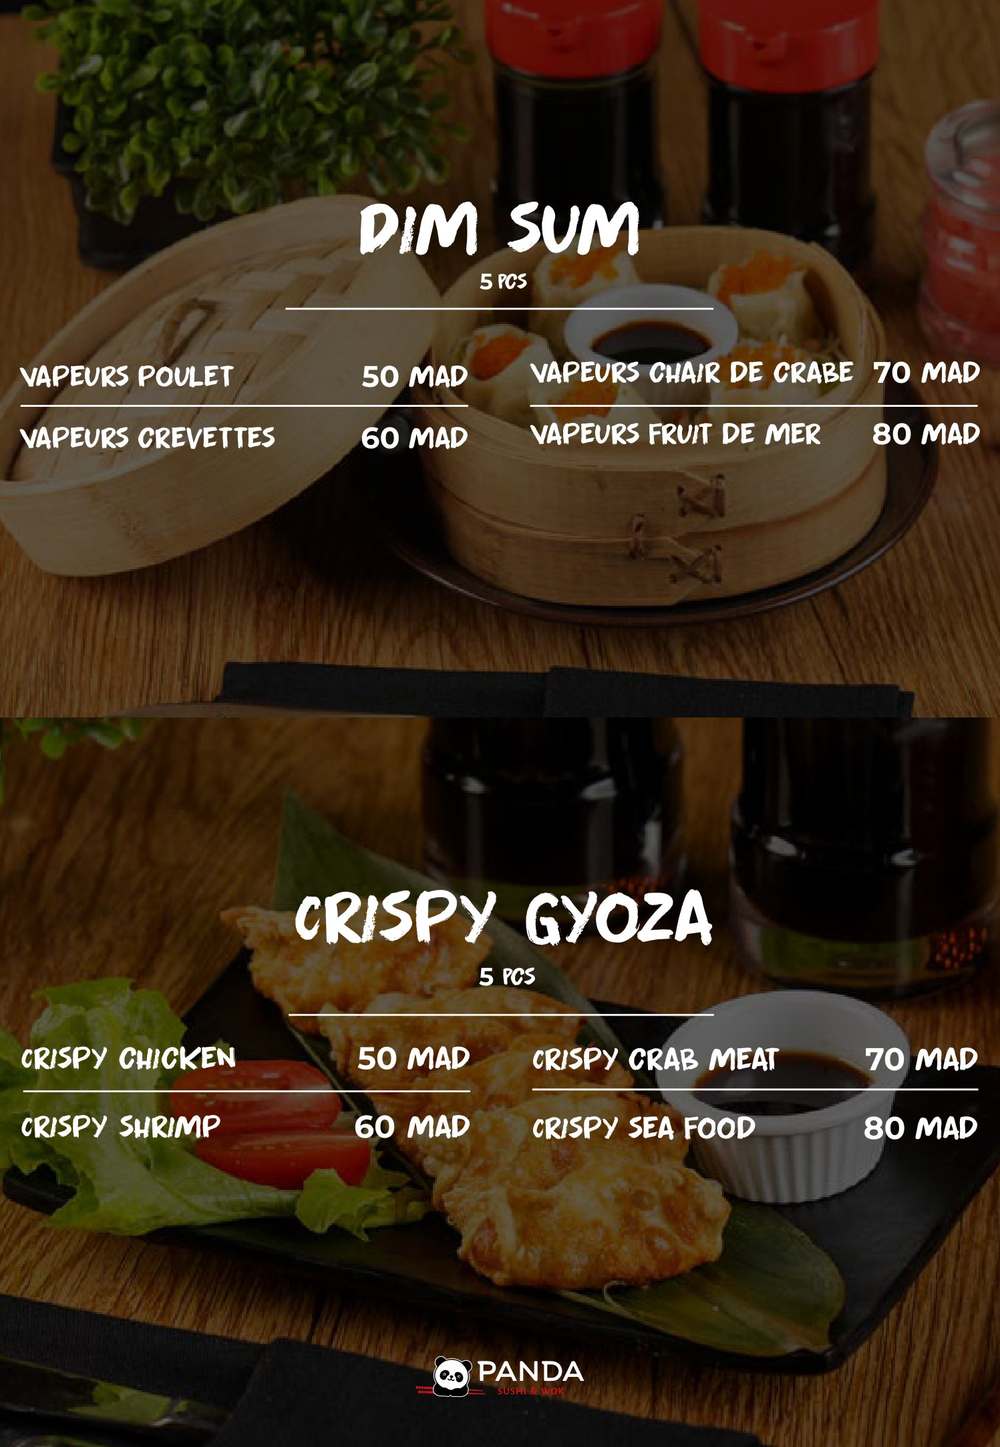 DIM SUM
5 PCS
VAPEURS POULET 50 MAD
VAPEURS CREVETTES 60 MAD
VAPEURS CHAIR DE CRABE 70 MAD
VAPEURS FRUIT DE MER 80 MAD
CRISPY GYOZA
5 PCS
CRISPY CHICKEN 50 MAD
CRISPY SHRIMP 60 MAD
CRISPY CRAB MEAT 70 MAD
CRISPY SEA FOOD 80 MAD
PANDA
SUSHI & WOK